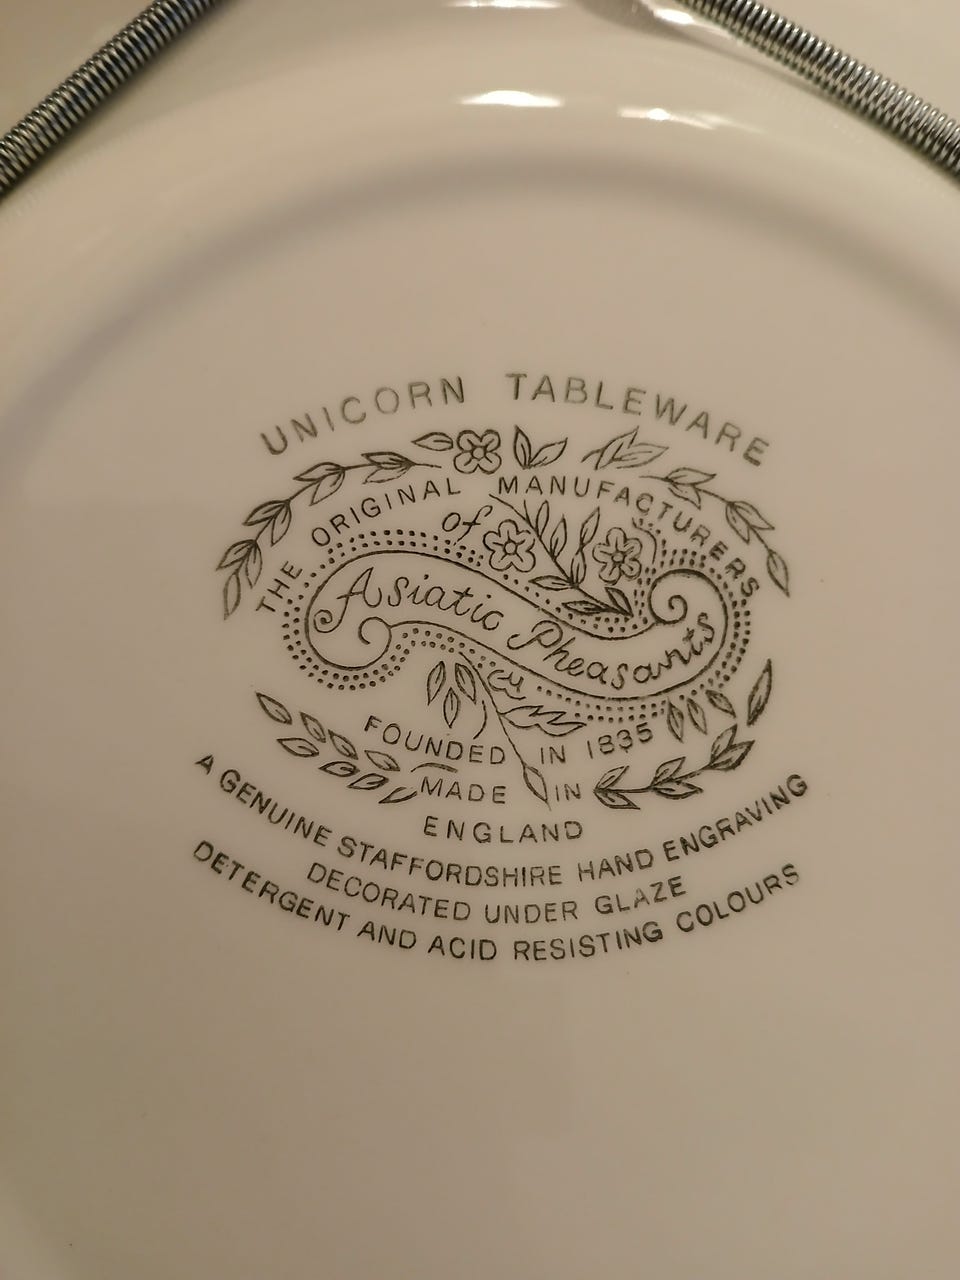 UNICORN TABLEWARE
THE ORIGINAL MANUFACTURERS
of
Asiatic Pheasants
FOUNDED IN 1835
MADE IN
ENGLAND
A GENUINE STAFFORDSHIRE HAND ENGRAVING
DECORATED UNDER GLAZE
DETERGENT AND ACID RESISTING COLOURS